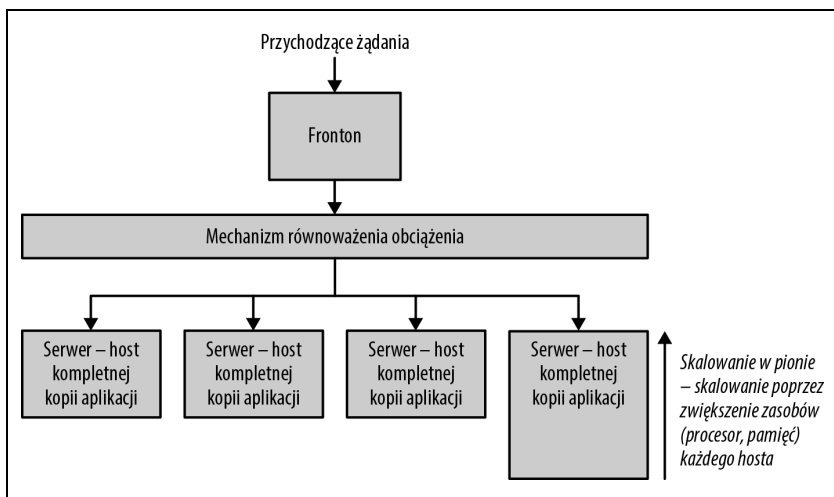 Przychodzące żądania
Fronton
Mechanizm równoważenia obciążenia
Serwer – host
kompletnej
kopii aplikacji
Serwer – host
kompletnej
kopii aplikacji
Serwer – host
kompletnej
kopii aplikacji
Serwer – host
kompletnej
kopii aplikacji
Skalowanie w pionie
– skalowanie poprzez
zwiększenie zasobów
(procesor, pamięć)
każdego hosta